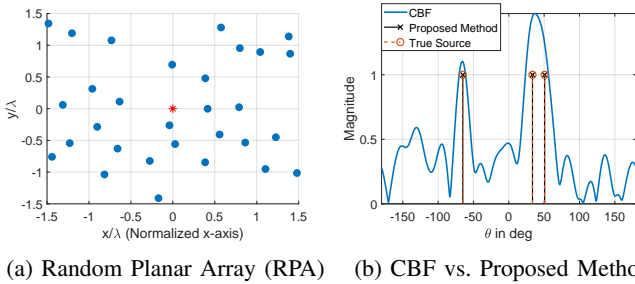 1.5
1
0.5
0
-0.5
-1
-1.5
y/λ
-1.5 -1 -0.5 0 0.5 1 1.5
x/λ (Normalized x-axis)
(a) Random Planar Array (RPA)
CBF
Proposed Method
True Source
1
0.5
0
Magnitude
-150 -100 -50 0 50 100 150
θ in deg
(b) CBF vs. Proposed Metho